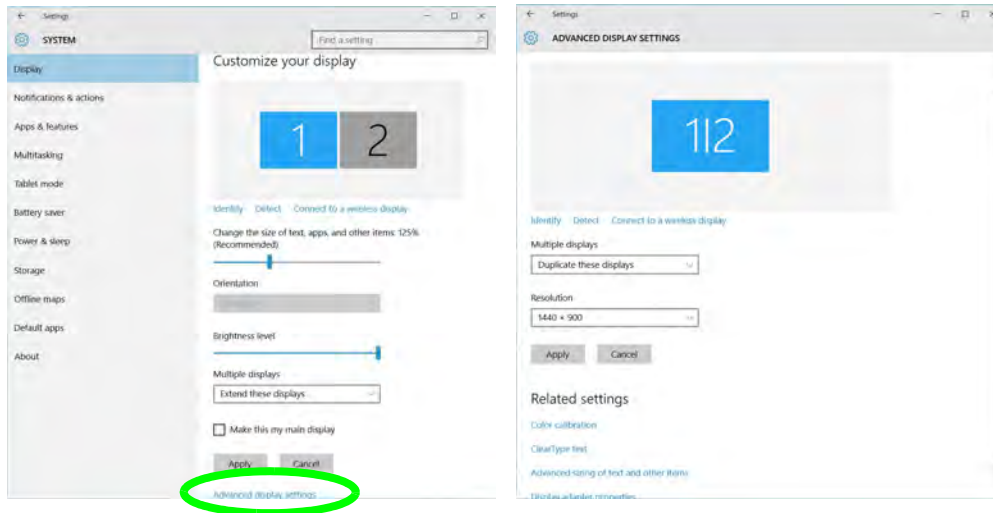 Settings
SYSTEM
Find a setting
Display
Notifications & actions
Apps & features
Multitasking
Tablet mode
Battery saver
Power & sleep
Storage
Offline maps
Default apps
About
Customize your display
1 2
Identify Detect Connect to a wireless display
Change the size of text, apps, and other items: 125%
(Recommended)
Orientation
Brightness level
Multiple displays
Extend these displays
Make this my main display
Apply Cancel
Advanced display settings
Settings
ADVANCED DISPLAY SETTINGS
1|2
Identify Detect Connect to a wireless display
Multiple displays
Duplicate these displays
Resolution
1440 × 900
Apply Cancel
Related settings
Color calibration
ClearType text
Advanced sizing of text and other items
Display adapter properties